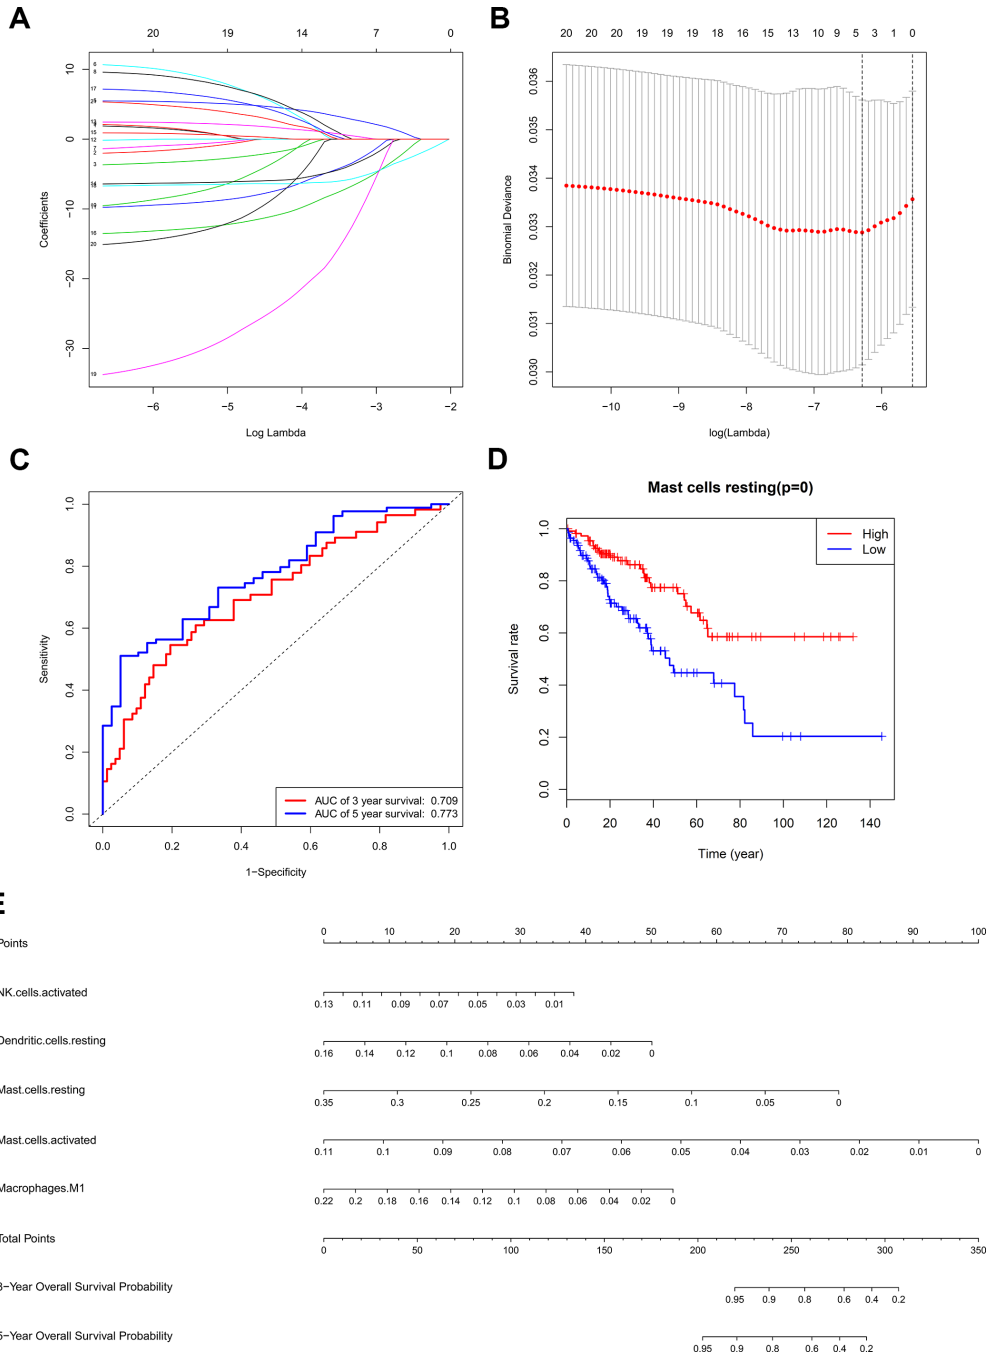 A
20 19 14 7 0
10
0
−10
−20
−30
Coefficients
6
8
17
13
15
12
3
20
19
−6 −5 −4 −3 −2
Log Lambda
B
20 20 20 19 19 19 18 16 15 13 10 9 5 3 1 0
0.036
0.035
0.034
0.033
0.032
0.031
0.030
Binomial Deviance
−10 −9 −8 −7 −6
log(Lambda)
C
1.0
0.8
0.6
0.4
0.2
0.0
Sensitivity
AUC of 3 year survival: 0.709
AUC of 5 year survival: 0.773
0.0 0.2 0.4 0.6 0.8 1.0
1−Specificity
D
Mast cells resting(p=0)
High
Low
1.0
0.8
0.6
0.4
0.2
0.0
Survival rate
0 20 40 60 80 100 120 140
Time (year)
E
Points
0 10 20 30 40 50 60 70 80 90 100
NK.cells.activated
0.13 0.11 0.09 0.07 0.05 0.03 0.01
Dendritic.cells.resting
0.16 0.14 0.12 0.1 0.08 0.06 0.04 0.02 0
Mast.cells.resting
0.35 0.3 0.25 0.2 0.15 0.1 0.05 0
Mast.cells.activated
0.11 0.1 0.09 0.08 0.07 0.06 0.05 0.04 0.03 0.02 0.01 0
Macrophages.M1
0.22 0.2 0.18 0.16 0.14 0.12 0.1 0.08 0.06 0.04 0.02 0
Total Points
0 50 100 150 200 250 300 350
3−Year Overall Survival Probability
0.95 0.9 0.8 0.6 0.4 0.2
5−Year Overall Survival Probability
0.95 0.9 0.8 0.6 0.4 0.2